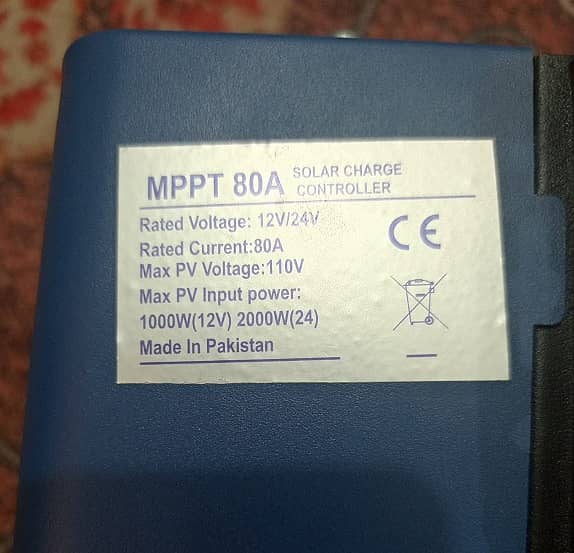 MPPT 80A SOLAR CHARGE
CONTROLLER
Rated Voltage: 12V/24V
Rated Current:80A
Max PV Voltage:110V
Max PV Input power:
1000W(12V) 2000W(24)
Made In Pakistan
CE